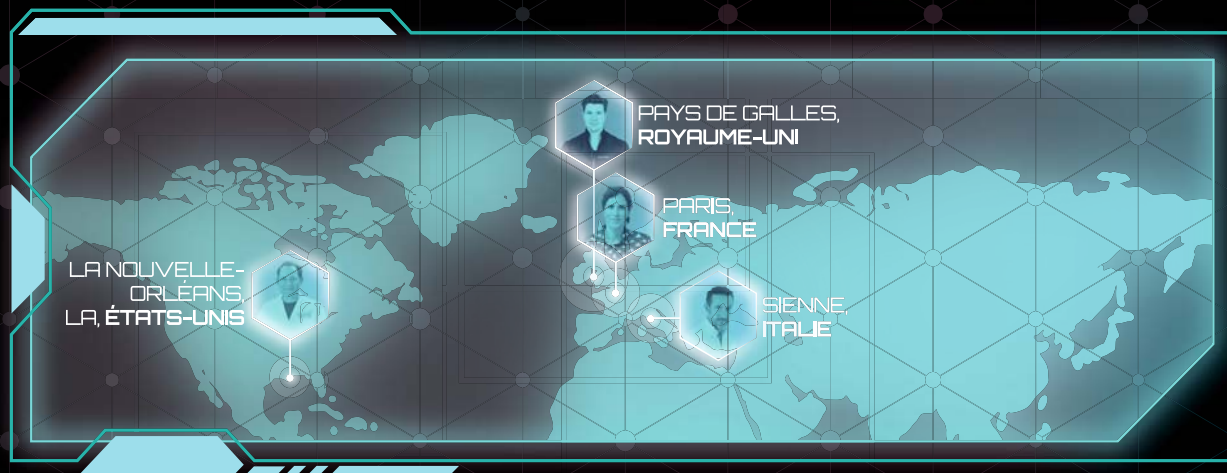 PAYS DE GALLES,
ROYAUME-UNI
PARIS,
FRANCE
LA NOUVELLE-
ORLÉANS,
LA, ÉTATS-UNIS
SIENNE,
ITALIE